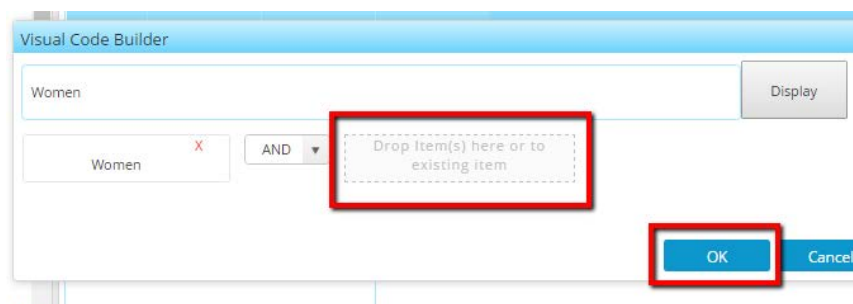 Visual Code Builder
Women
Display
Women
X
AND
Drop Item(s) here or to
existing item
OK
Cancel